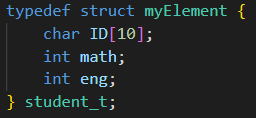 typedef struct myElement {
    char ID[10];
    int math;
    int eng;
} student_t;